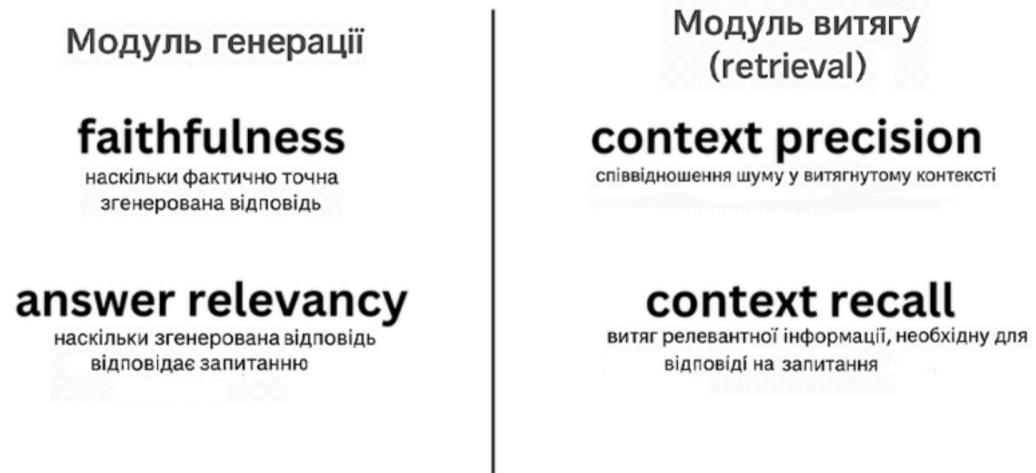 Модуль генерації
faithfulness
наскільки фактично точна
згенерована відповідь
answer relevancy
наскільки згенерована відповідь
відповідає запитанню
Модуль витягу
(retrieval)
context precision
співвідношення шуму у витягнутому контексті
context recall
витяг релевантної інформації, необхідну для
відповіді на запитання